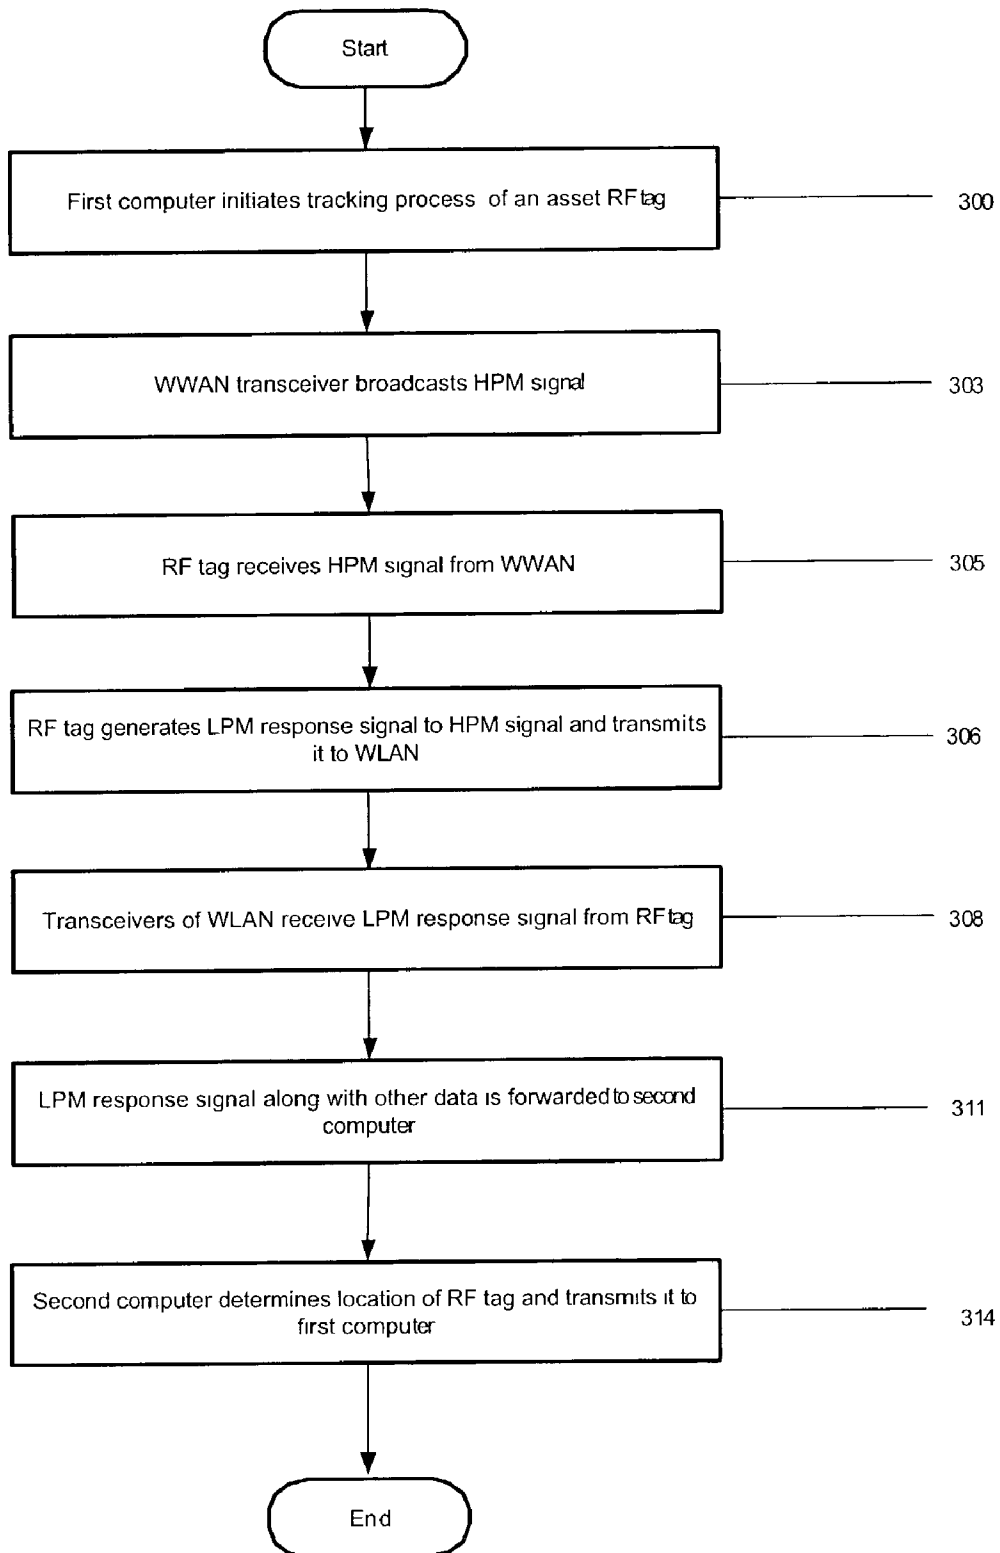 Start
First computer initiates tracking process of an asset RF tag
300
WWAN transceiver broadcasts HPM signal
303
RF tag receives HPM signal from WWAN
305
RF tag generates LPM response signal to HPM signal and transmits
it to WLAN
306
Transceivers of WLAN receive LPM response signal from RF tag
308
LPM response signal along with other data is forwarded to second
computer
311
Second computer determines location of RF tag and transmits it to
first computer
314
End